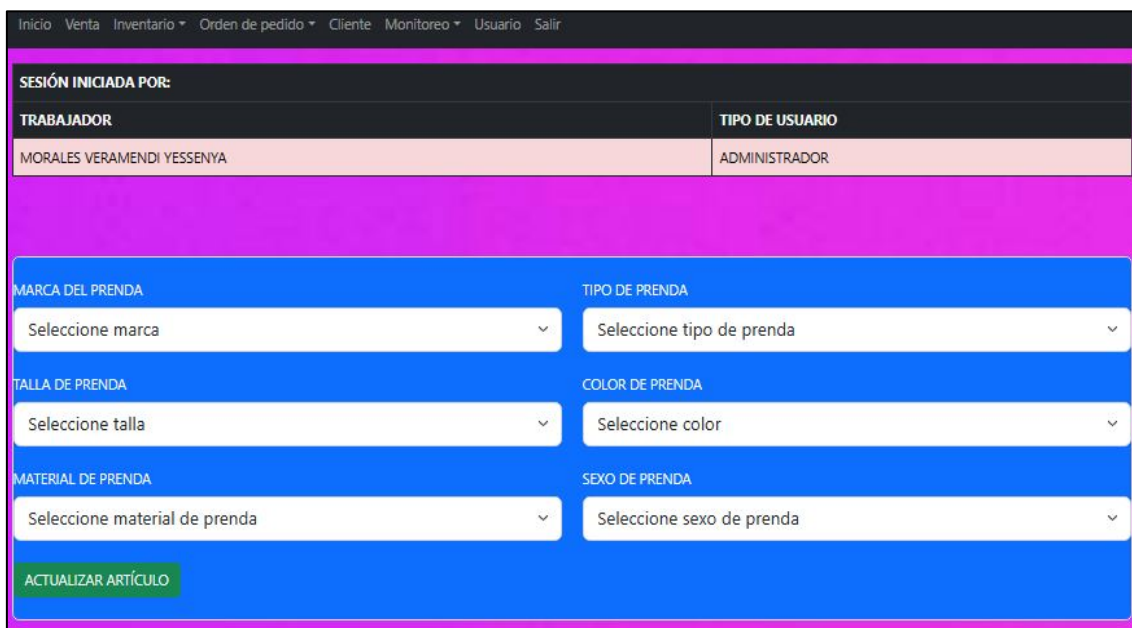 Inicio Venta Inventario Orden de pedido Cliente Monitoreo Usuario Salir
SESIÓN INICIADA POR:
TRABAJADOR TIPO DE USUARIO
MORALES VERAMENDI YESSENYA ADMINISTRADOR
MARCA DEL PRENDA TIPO DE PRENDA
Seleccione marca Seleccione tipo de prenda
TALLA DE PRENDA COLOR DE PRENDA
Seleccione talla Seleccione color
MATERIAL DE PRENDA SEXO DE PRENDA
Seleccione material de prenda Seleccione sexo de prenda
ACTUALIZAR ARTÍCULO